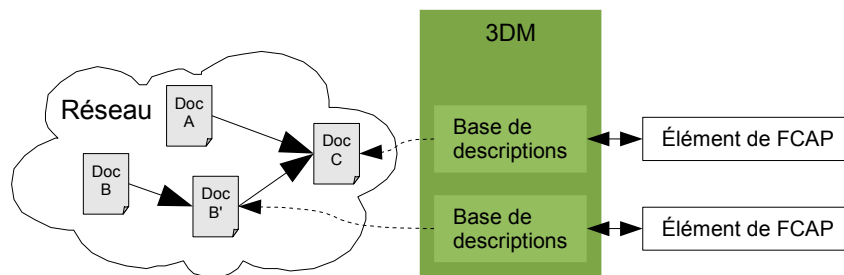 3DM
Réseau
Doc
A
Doc
B
Doc
B'
Doc
C
Base de
descriptions
Élément de FCAP
Base de
descriptions
Élément de FCAP